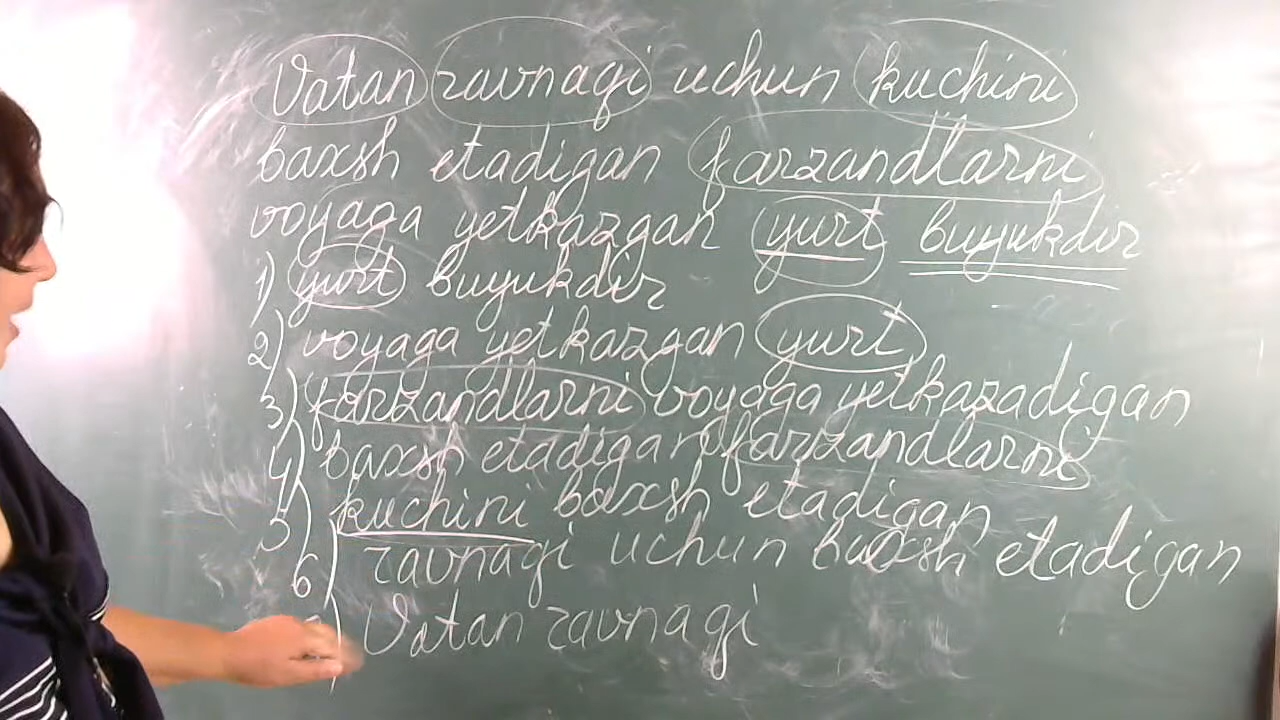 Vatan ravnaqi uchun kuchini
baxsh etadigan farzandlarni
voyaga yetkazgan yurt buyukdir
1) yurt buyukdir
2) voyaga yetkazgan yurt
3) farzandlarni voyaga yetkazadigan
4) baxsh etadigan farzandlarni
5) kuchini baxsh etadigan
6) ravnaqi uchun baxsh etadigan
) Vatan ravnaqi